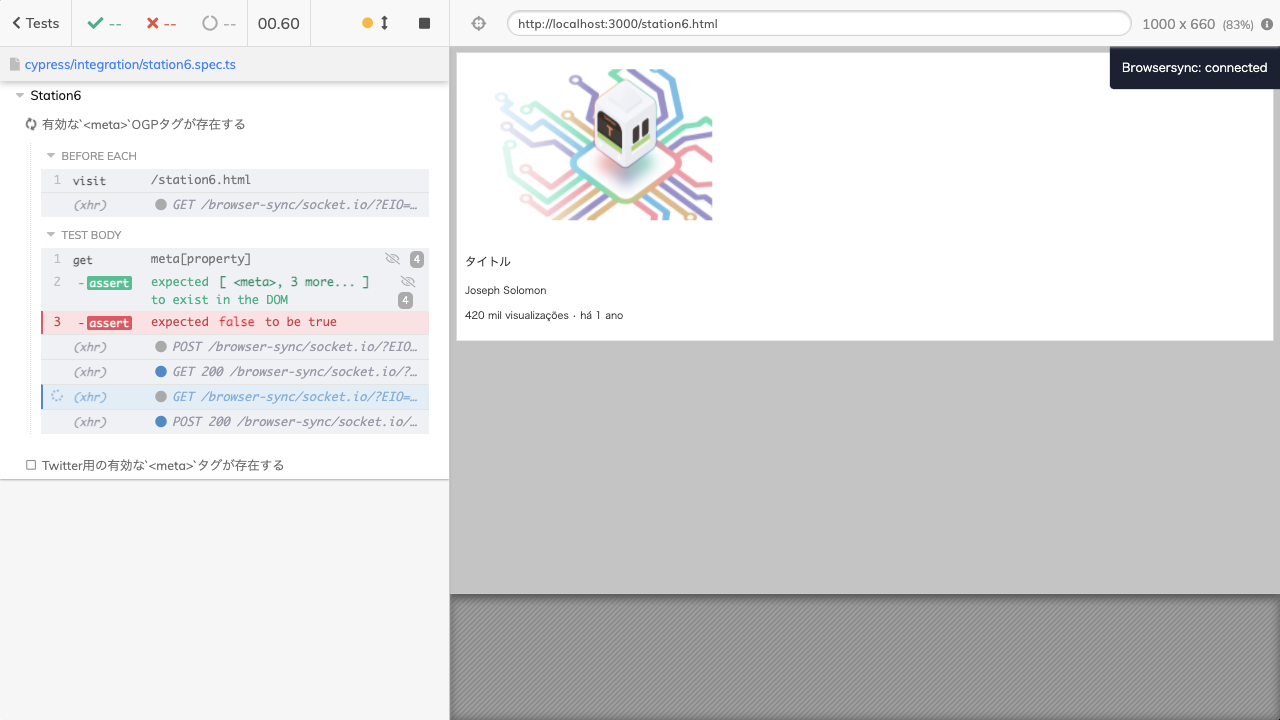 Tests
--
--
--
00.60
http://localhost:3000/station6.html
1000 x 660 (83%)
cypress/integration/station6.spec.ts
Browsersync: connected
Station6
有効な`<meta>`OGPタグが存在する
BEFORE EACH
1 visit /station6.html
(xhr) GET /browser-sync/socket.io/?EIO=…
TEST BODY
1 get meta[property] 4
2 -assert expected [ <meta>, 3 more... ]
to exist in the DOM 4
3 -assert expected false to be true
(xhr) POST /browser-sync/socket.io/?EIO…
(xhr) GET 200 /browser-sync/socket.io/?…
(xhr) GET /browser-sync/socket.io/?EIO=…
(xhr) POST 200 /browser-sync/socket.io/…
Twitter用の有効な`<meta>`タグが存在する
タイトル
Joseph Solomon
420 mil visualizações · há 1 ano